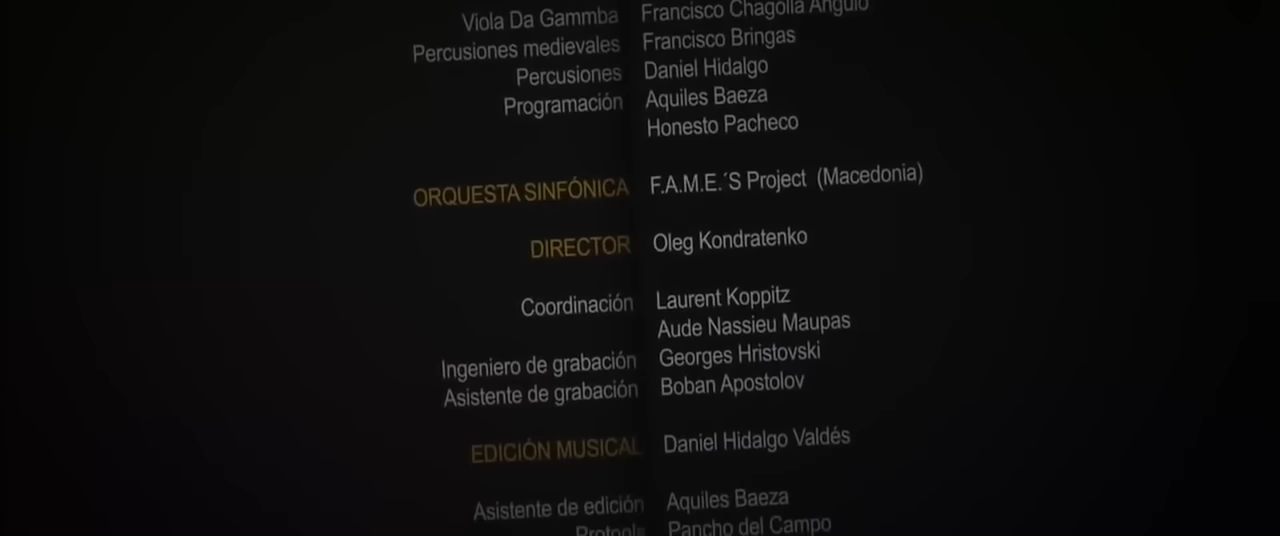 Viola Da Gammba Francisco Chagolla Angulo
Percusiones medievales Francisco Bringas
Percusiones Daniel Hidalgo
Programación Aquiles Baeza
Honesto Pacheco
ORQUESTA SINFÓNICA F.A.M.E.´S Project (Macedonia)
DIRECTOR Oleg Kondratenko
Coordinación Laurent Koppitz
Aude Nassieu Maupas
Ingeniero de grabación Georges Hristovski
Asistente de grabación Boban Apostolov
EDICIÓN MUSICAL Daniel Hidalgo Valdés
Asistente de edición Aquiles Baeza
Protools Pancho del Campo